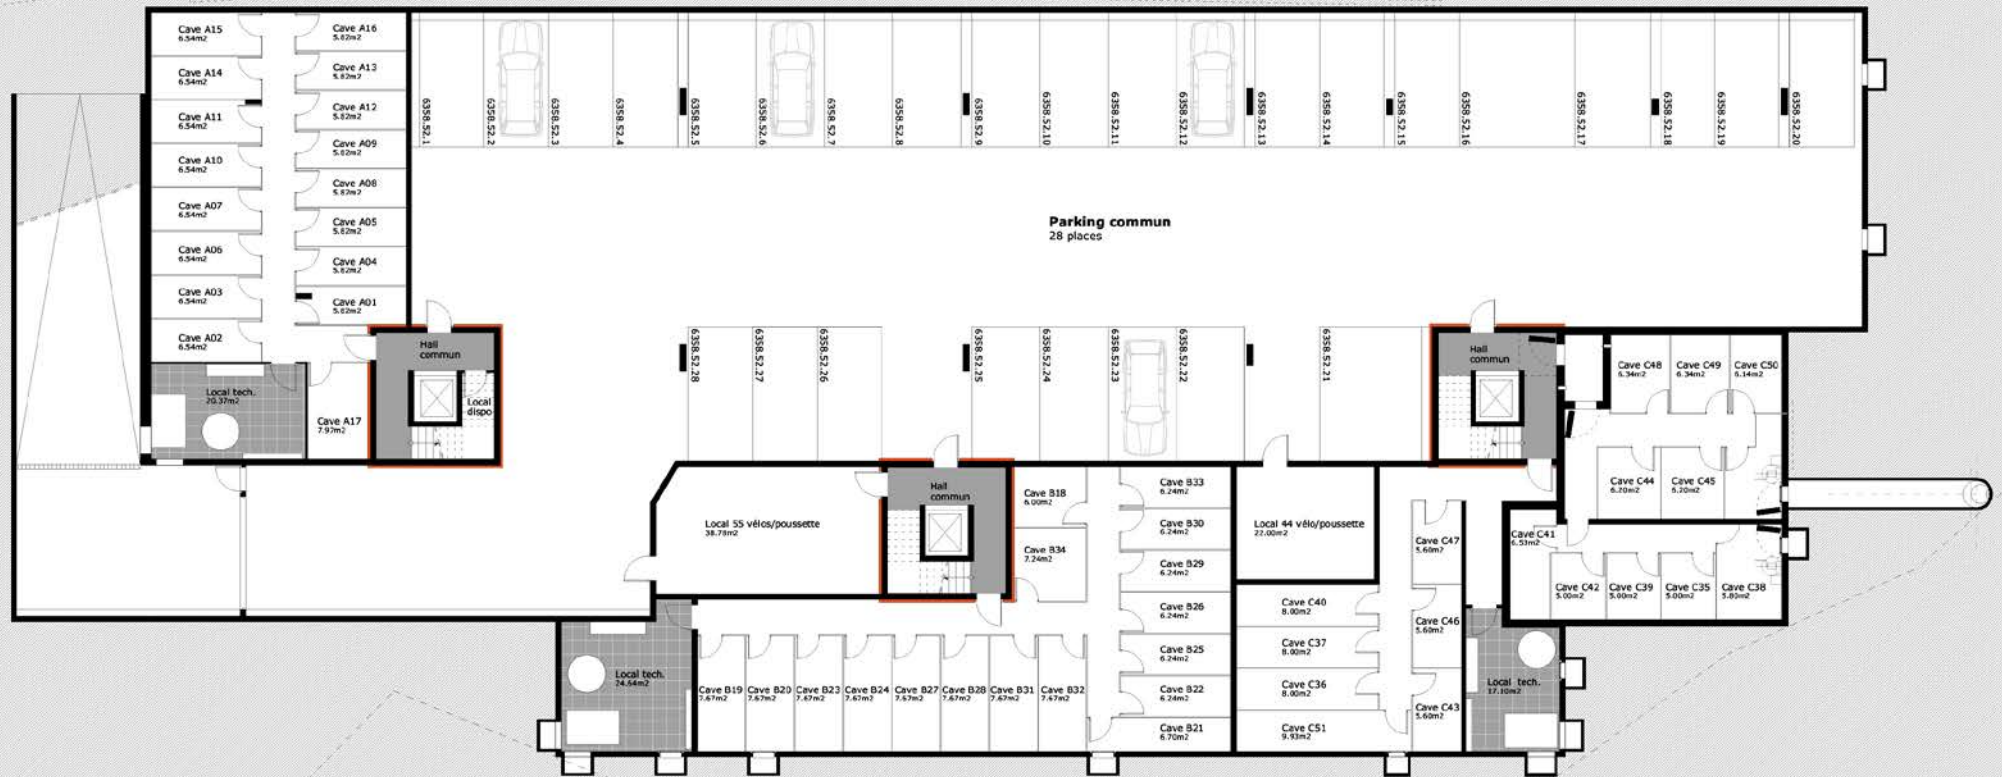 Cave A15
6.54m2
Cave A16
5.82m2
Cave A14
6.54m2
Cave A13
5.82m2
Cave A11
6.54m2
Cave A12
5.82m2
Cave A10
6.54m2
Cave A09
5.82m2
Cave A07
6.54m2
Cave A08
5.82m2
Cave A06
6.54m2
Cave A05
5.82m2
Cave A03
6.54m2
Cave A04
5.82m2
Cave A02
6.54m2
Cave A01
5.82m2
Local tech.
20.37m2
Cave A17
7.97m2
Hall
commun
Local
dispo
6358.52.1
6358.52.2
6358.52.3
6358.52.4
6358.52.5
6358.52.6
6358.52.7
6358.52.8
6358.52.9
6358.52.10
6358.52.11
6358.52.12
6358.52.13
6358.52.14
6358.52.15
6358.52.16
6358.52.17
6358.52.18
6358.52.19
6358.52.20
Parking commun
28 places
6358.52.28
6358.52.27
6358.52.26
6358.52.25
6358.52.24
6358.52.23
6358.52.22
6358.52.21
Hall
commun
Cave C48
6.34m2
Cave C49
6.34m2
Cave C50
6.14m2
Cave C44
6.20m2
Cave C45
6.20m2
Local 55 vélos/poussette
38.78m2
Hall
commun
Cave B18
6.00m2
Cave B34
7.24m2
Cave B33
6.24m2
Cave B30
6.24m2
Cave B29
6.24m2
Cave B26
6.24m2
Cave B25
6.24m2
Cave B22
6.24m2
Cave B21
6.70m2
Local 44 vélo/poussette
22.00m2
Cave C47
5.60m2
Cave C46
5.60m2
Cave C43
5.60m2
Cave C41
6.53m2
Cave C42
5.00m2
Cave C39
5.00m2
Cave C35
5.00m2
Cave C38
5.80m2
Cave C40
8.00m2
Cave C37
8.00m2
Cave C36
8.00m2
Cave C51
9.93m2
Local tech.
17.10m2
Local tech.
24.64m2
Cave B19
7.67m2
Cave B20
7.67m2
Cave B23
7.67m2
Cave B24
7.67m2
Cave B27
7.67m2
Cave B28
7.67m2
Cave B31
7.67m2
Cave B32
7.67m2